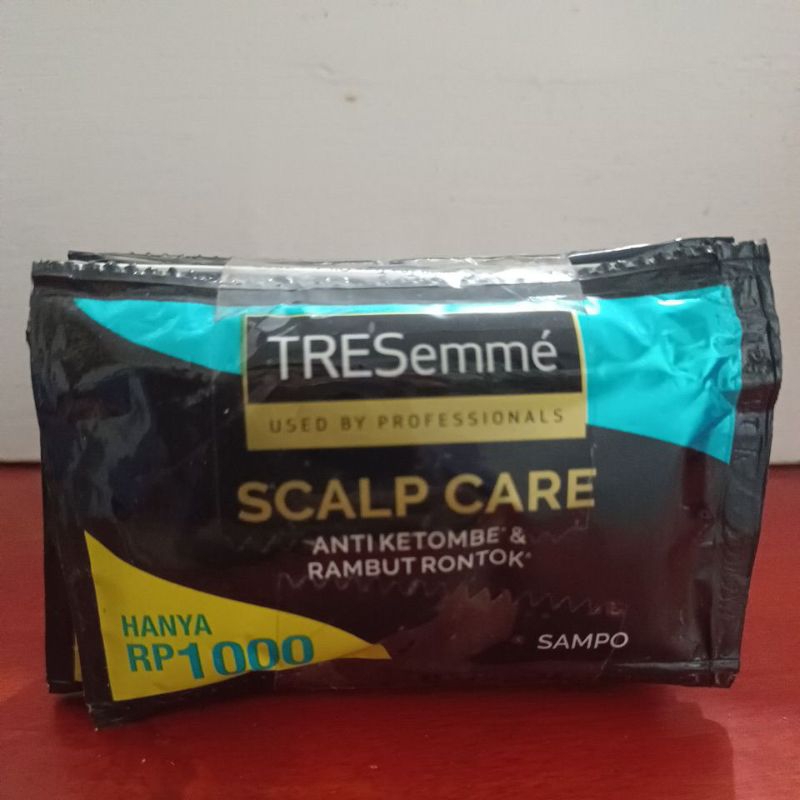 TRESemmé
USED BY PROFESSIONALS
SCALP CARE
ANTI KETOMBE* &
RAMBUT RONTOK^
HANYA
RP1000
SAMPO